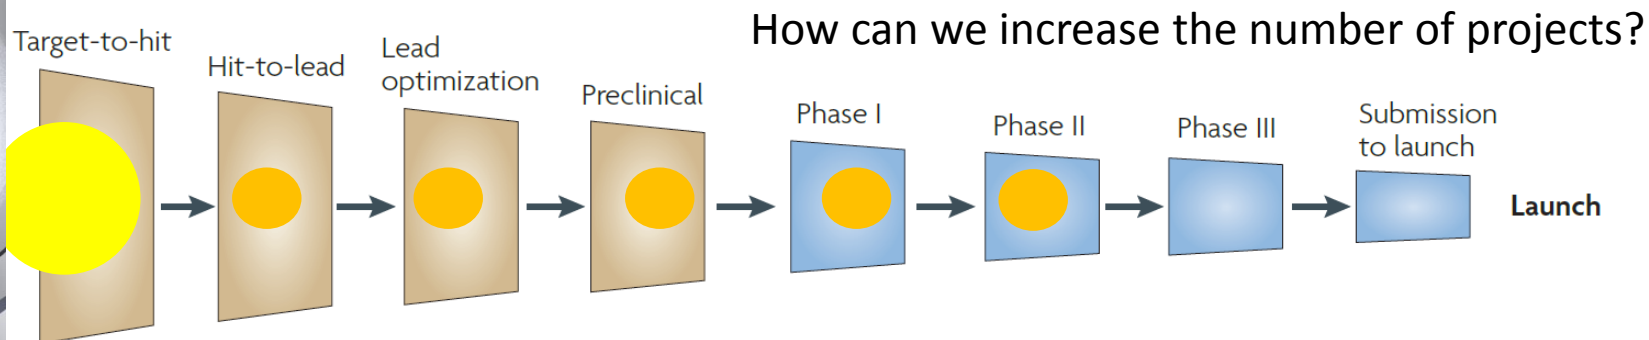 How can we increase the number of projects?
Target-to-hit
Hit-to-lead
Lead
optimization
Preclinical
Phase I
Phase II
Phase III
Submission
to launch
Launch